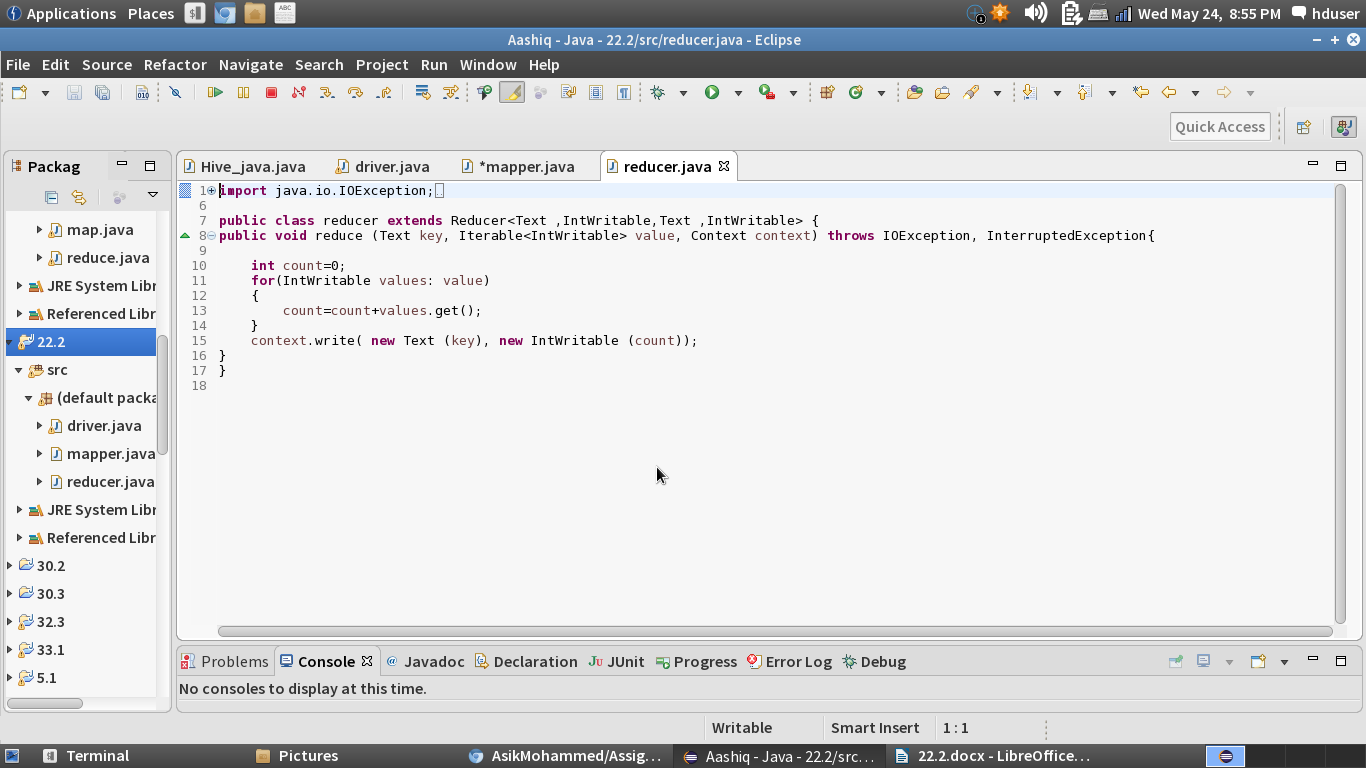 Applications Places Wed May 24, 8:55 PM hduser
Aashiq - Java - 22.2/src/reducer.java - Eclipse
File Edit Source Refactor Navigate Search Project Run Window Help
Quick Access
Packag
Hive_java.java driver.java *mapper.java reducer.java
map.java
reduce.java
JRE System Libr
Referenced Libr
22.2
src
(default packa
driver.java
mapper.java
reducer.java
JRE System Libr
Referenced Libr
30.2
30.3
32.3
33.1
5.1
1 import java.io.IOException;
6
7 public class reducer extends Reducer<Text ,IntWritable,Text ,IntWritable> {
8 public void reduce (Text key, Iterable<IntWritable> value, Context context) throws IOException, InterruptedException{
9
10 int count=0;
11 for(IntWritable values: value)
12 {
13 count=count+values.get();
14 }
15 context.write( new Text (key), new IntWritable (count));
16 }
17 }
18
Problems Console @ Javadoc Declaration JU JUnit Progress Error Log Debug
No consoles to display at this time.
Writable Smart Insert 1 : 1
Terminal Pictures AsikMohammed/Assig... Aashiq - Java - 22.2/src... 22.2.docx - LibreOffice...